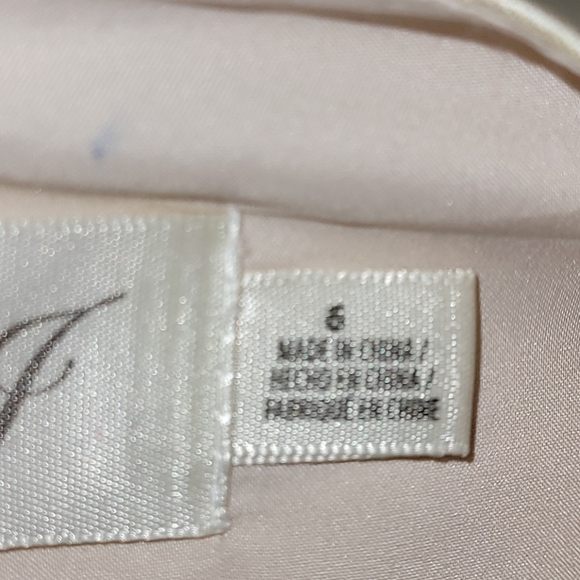 6
MADE IN CHINA /
HECHO EN CHINA /
FABRIQUE EN CHINE